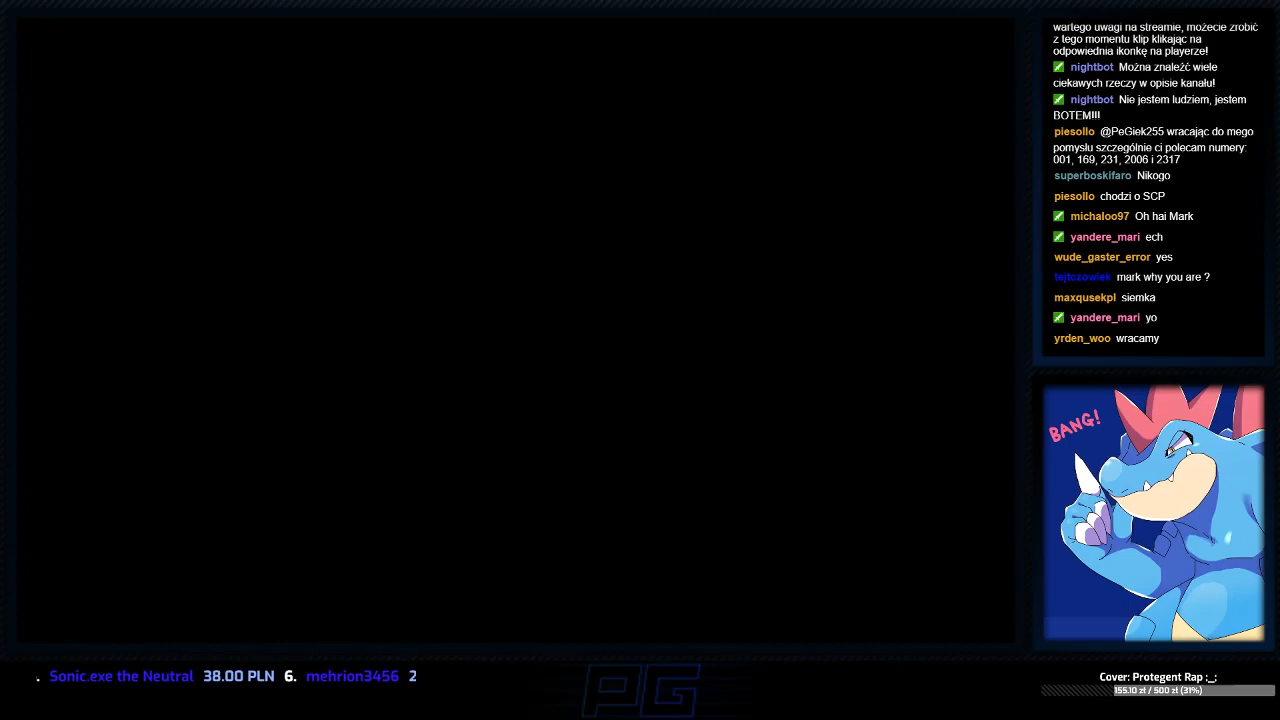 wartego uwagi na streamie, możecie zrobić
z tego momentu klip klikając na
odpowiednia ikonkę na playerze!
nightbot Można znaleźć wiele
ciekawych rzeczy w opisie kanału!
nightbot Nie jestem ludziem, jestem
BOTEM!!!
piesollo @PeGiek255 wracając do mego
pomysłu szczególnie ci polecam numery:
001, 169, 231, 2006 i 2317
superboskifaro Nikogo
piesollo chodzi o SCP
michaloo97 Oh hai Mark
yandere_mari ech
wude_gaster_error yes
tejtczowiek mark why you are ?
maxqusekpl siemka
yandere_mari yo
yrden_woo wracamy
BANG!
. Sonic.exe the Neutral 38.00 PLN 6. mehrion3456 2
PG
Cover: Protegent Rap :_:
155.10 zł / 500 zł (31%)